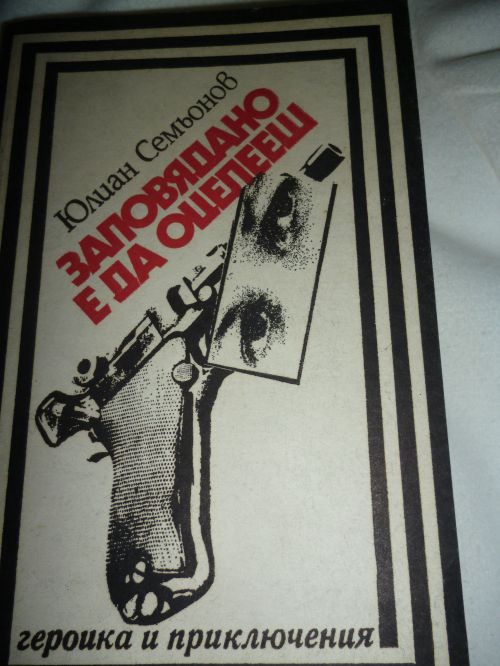 Юлиан Семьонов
ЗАПОВЯДАНО
Е ДА ОЦЕЛЕЕШ
героика и приключения